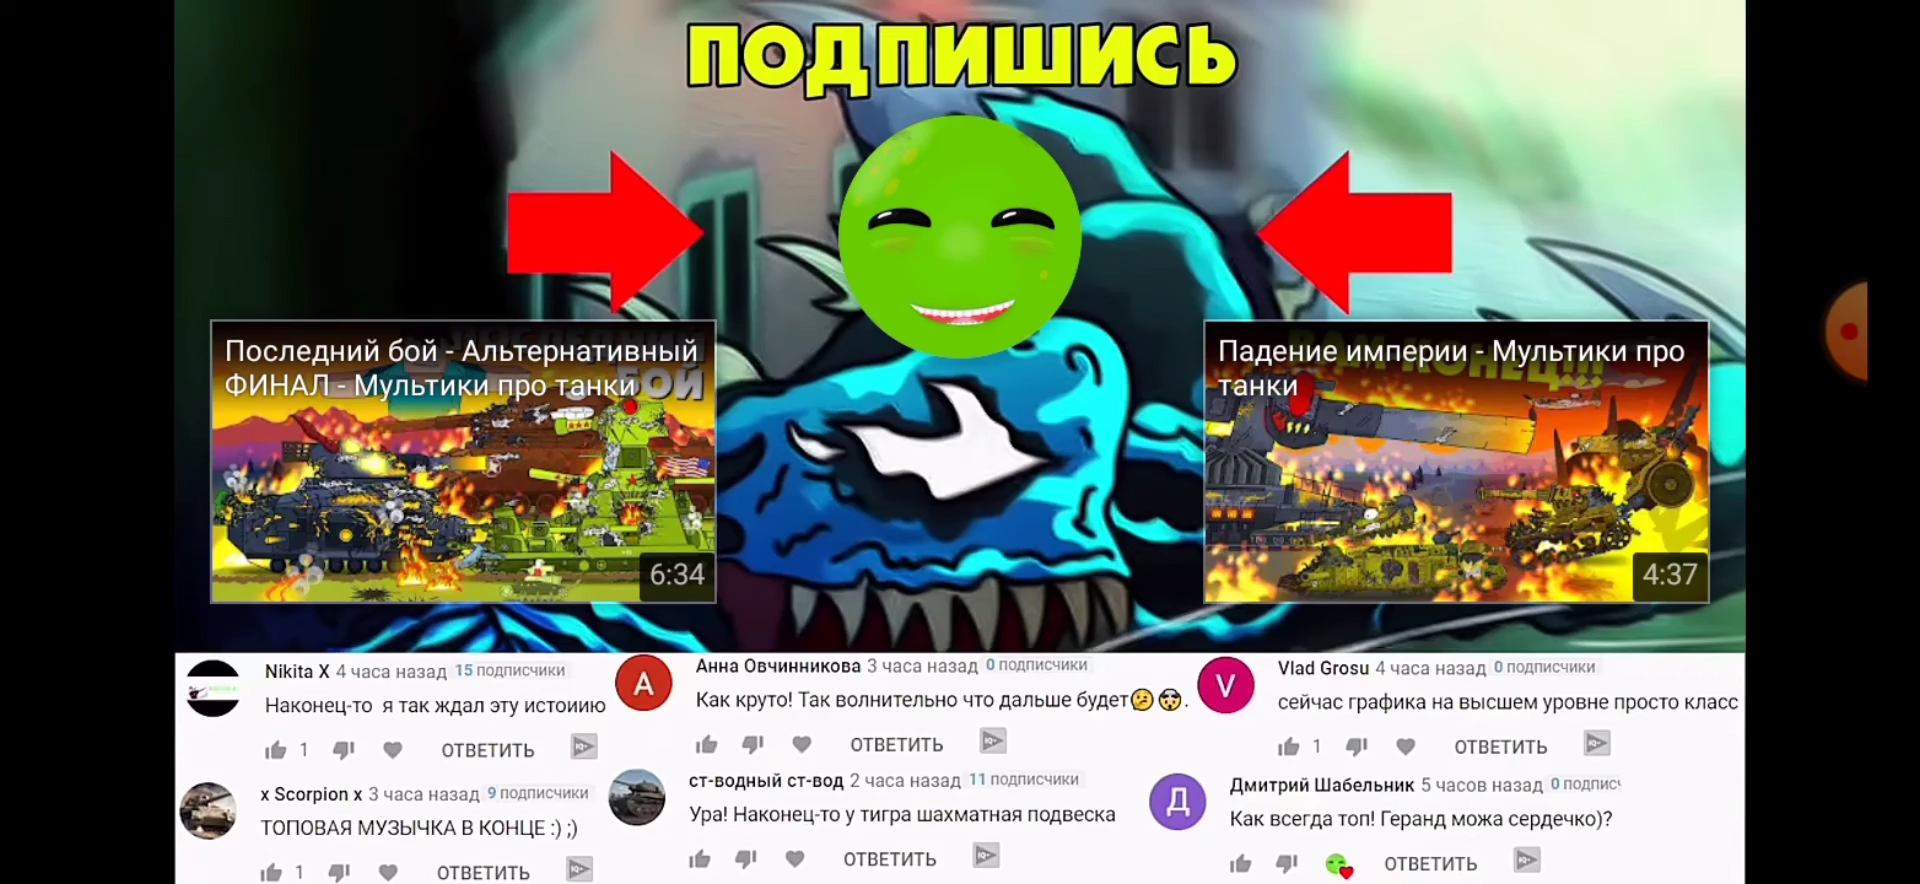 ПОДПИШИСЬ
Последний бой - Альтернативный
ФИНАЛ - Мультики про танки
БОЙ
6:34
Падение империи - Мультики про
танки
КОНЕЦ!!!
4:37
Nikita X 4 часа назад 15 подписчики
Наконец-то я так ждал эту истоиию
1 ОТВЕТИТЬ
А
Анна Овчинникова 3 часа назад 0 подписчики
Как круто! Так волнительно что дальше будет🤔😯.
ОТВЕТИТЬ
V
Vlad Grosu 4 часа назад 0 подписчики
сейчас графика на высшем уровне просто класс
1 ОТВЕТИТЬ
x Scorpion x 3 часа назад 9 подписчики
ТОПОВАЯ МУЗЫЧКА В КОНЦЕ :) ;)
1 ОТВЕТИТЬ
ст-водный ст-вод 2 часа назад 11 подписчики
Ура! Наконец-то у тигра шахматная подвеска
ОТВЕТИТЬ
Д
Дмитрий Шабельник 5 часов назад 0 подпис
Как всегда топ! Геранд можа сердечко)?
ОТВЕТИТЬ